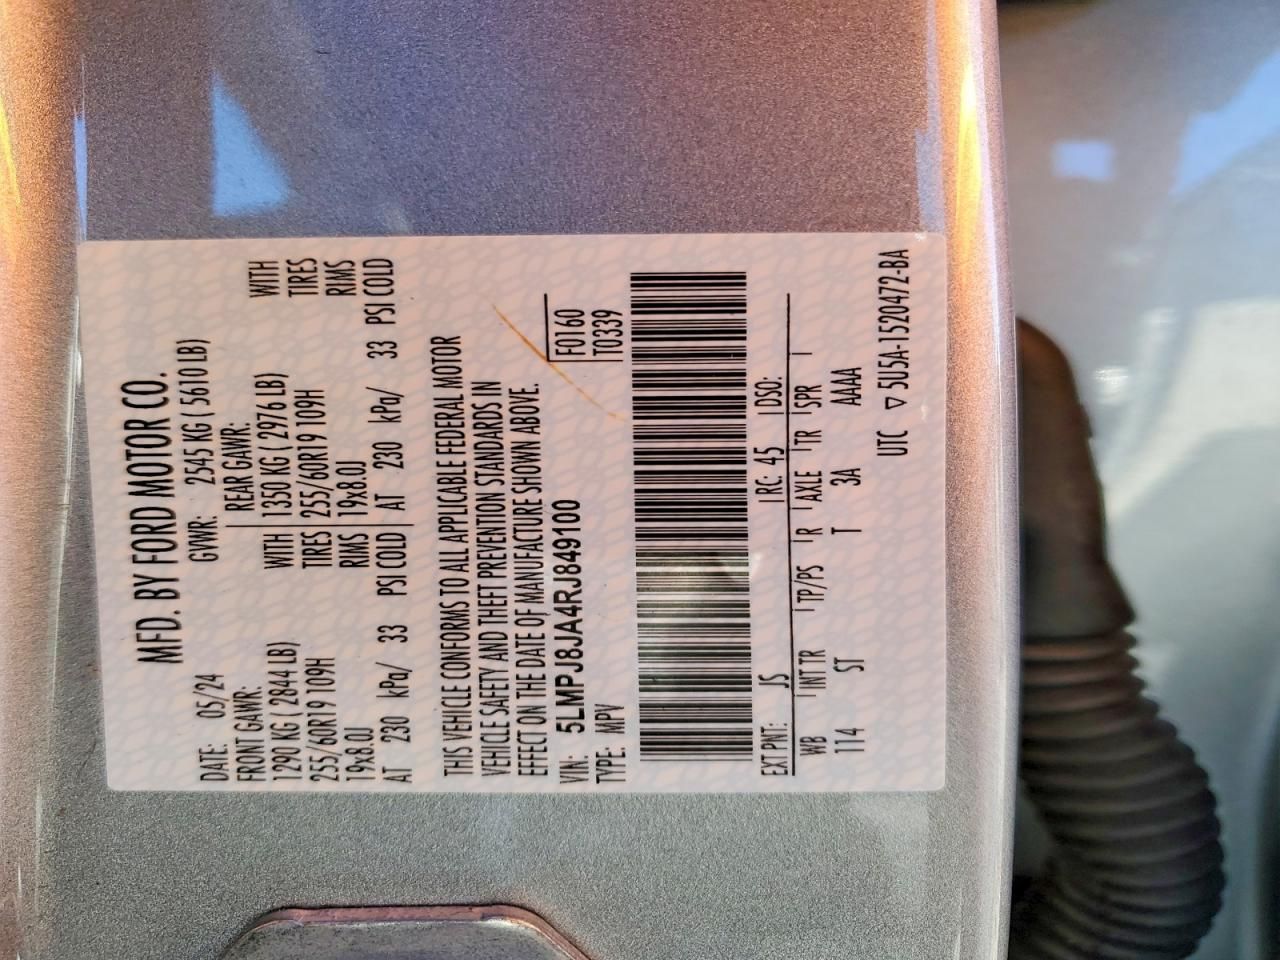 MFD. BY FORD MOTOR CO.
DATE: 05/24 GVWR: 2545 KG ( 5610 LB)
FRONT GAWR: REAR GAWR:
1290 KG ( 2844 LB) WITH 1350 KG ( 2976 LB) WITH
255/60R19 109H TIRES 255/60R19 109H TIRES
19x8.0J RIMS 19x8.0J RIMS
AT 230 kPa/ 33 PSI COLD AT 230 kPa/ 33 PSI COLD
THIS VEHICLE CONFORMS TO ALL APPLICABLE FEDERAL MOTOR
VEHICLE SAFETY AND THEFT PREVENTION STANDARDS IN
EFFECT ON THE DATE OF MANUFACTURE SHOWN ABOVE.
VIN: 5LMPJ8JA4RJ849100 F0160
TYPE: MPV T0339
EXT PNT: JS RC: 45 DSO:
WB INT TR TP/PS R AXLE TR SPR
114 ST T 3A AAAA
UTC ▽ 5U5A-1520472-BA